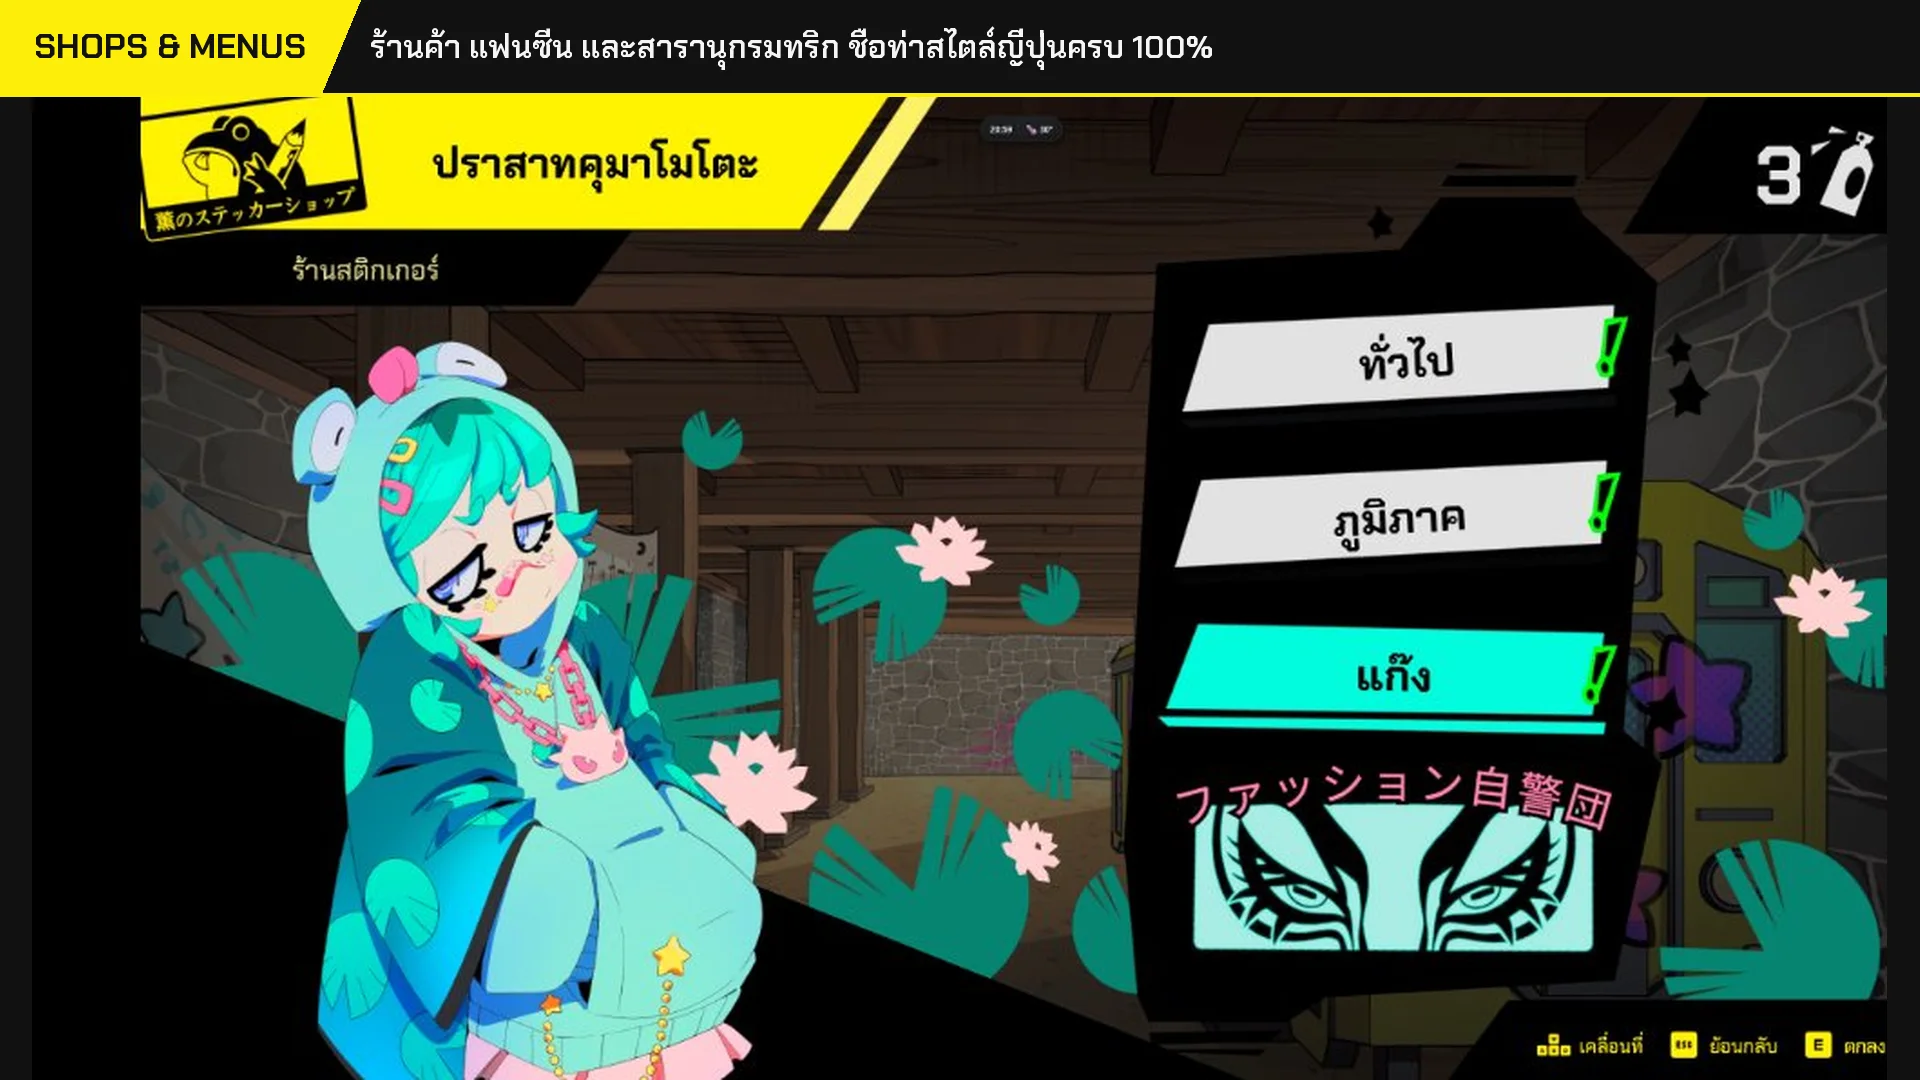 SHOPS & MENUS
ร้านค้า แฟนซีน และสารานุกรมทริก ชื่อท่าสไตล์ญี่ปุ่นครบ 100%
薫のステッカーショップ
ปราสาทคุมาโมโตะ
20:59 30°
3
ร้านสติกเกอร์
ทั่วไป
ภูมิภาค
แก๊ง
ファッション自警団
เคลื่อนที่
ESC ย้อนกลับ
E ตกลง